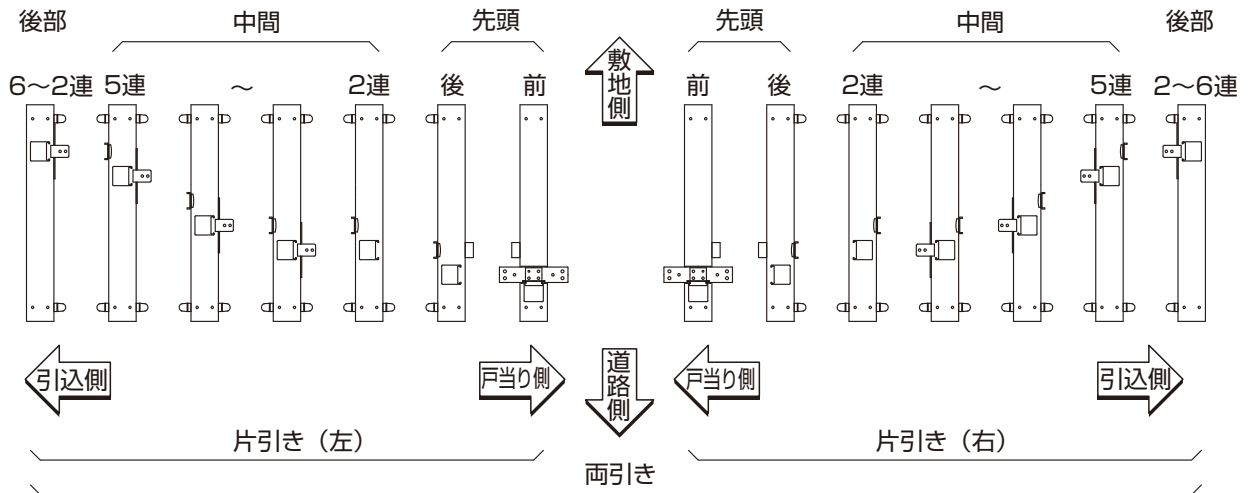 後部 中間 先頭 先頭 中間 後部
6〜2連 5連 〜 2連 後 前 敷地側 前 後 2連 〜 5連 2〜6連
引込側 戸当り側 道路側 戸当り側 引込側
片引き（左） 片引き（右）
両引き